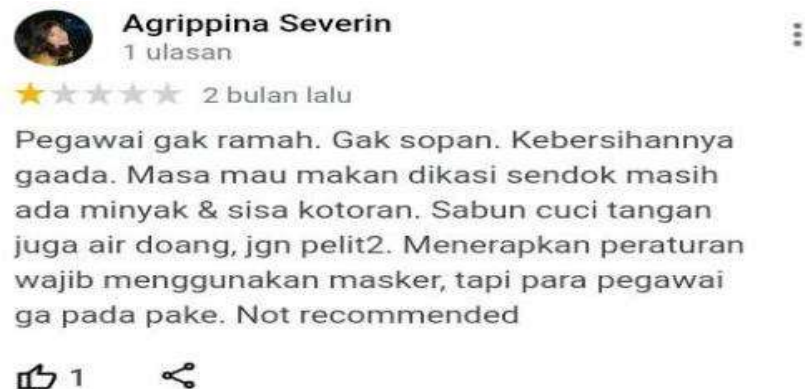 Agrippina Severin
1 ulasan
2 bulan lalu
Pegawai gak ramah. Gak sopan. Kebersihannya
gaada. Masa mau makan dikasi sendok masih
ada minyak & sisa kotoran. Sabun cuci tangan
juga air doang, jgn pelit2. Menerapkan peraturan
wajib menggunakan masker, tapi para pegawai
ga pada pake. Not recommended
1